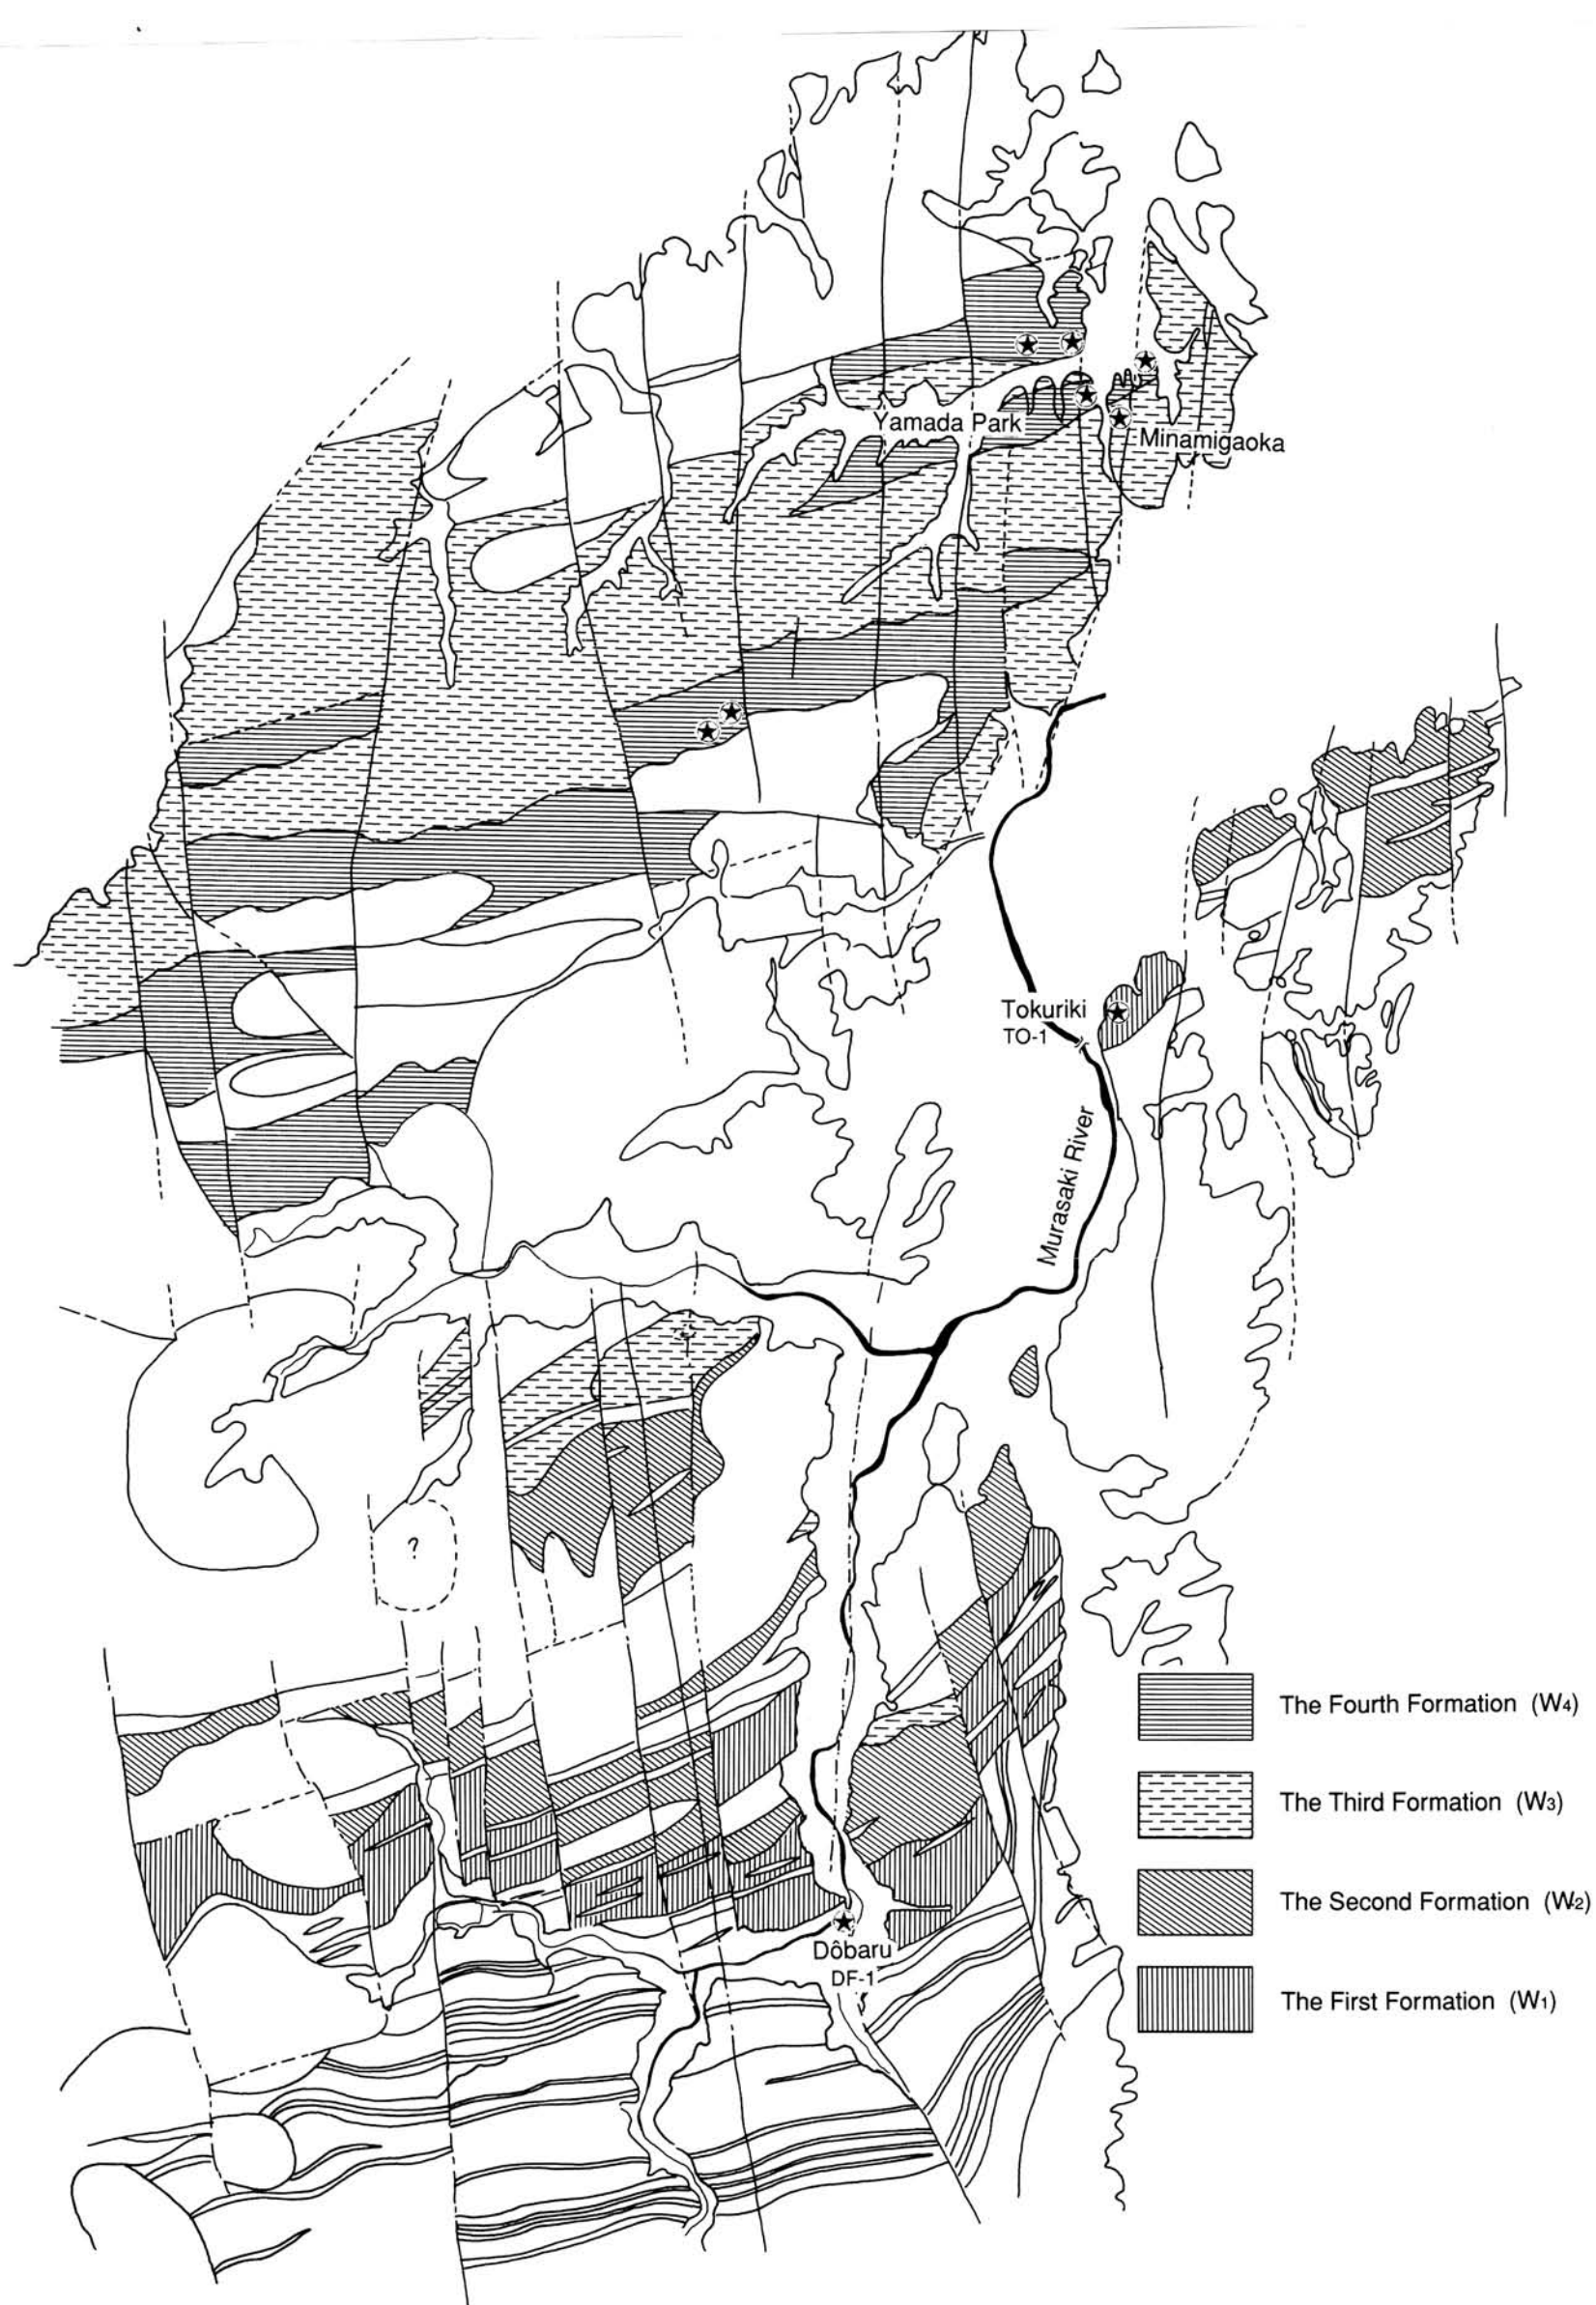 Yamada Park
Minamigaoka
Tokuriki
TO-1
Murasaki River
?
The Fourth Formation (W4)
The Third Formation (W3)
The Second Formation (W2)
The First Formation (W1)
Dôbaru
DF-1